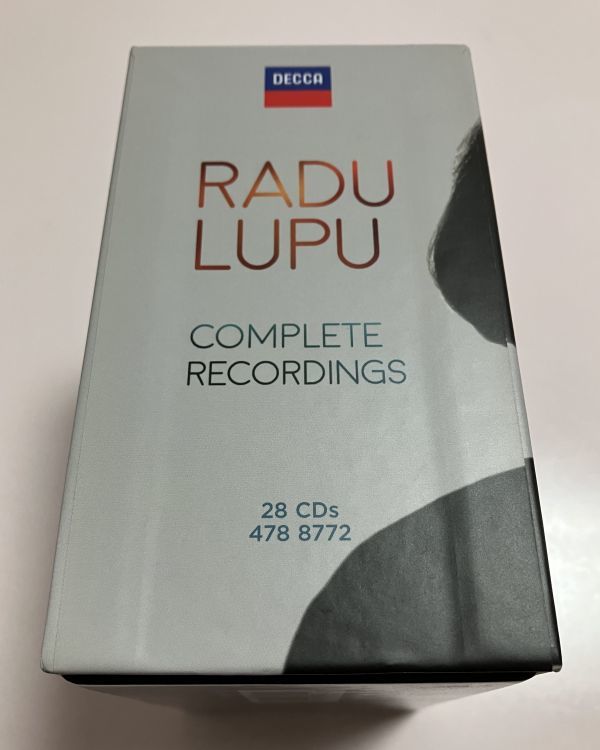 DECCA
RADU
LUPU
COMPLETE
RECORDINGS
28 CDs
478 8772